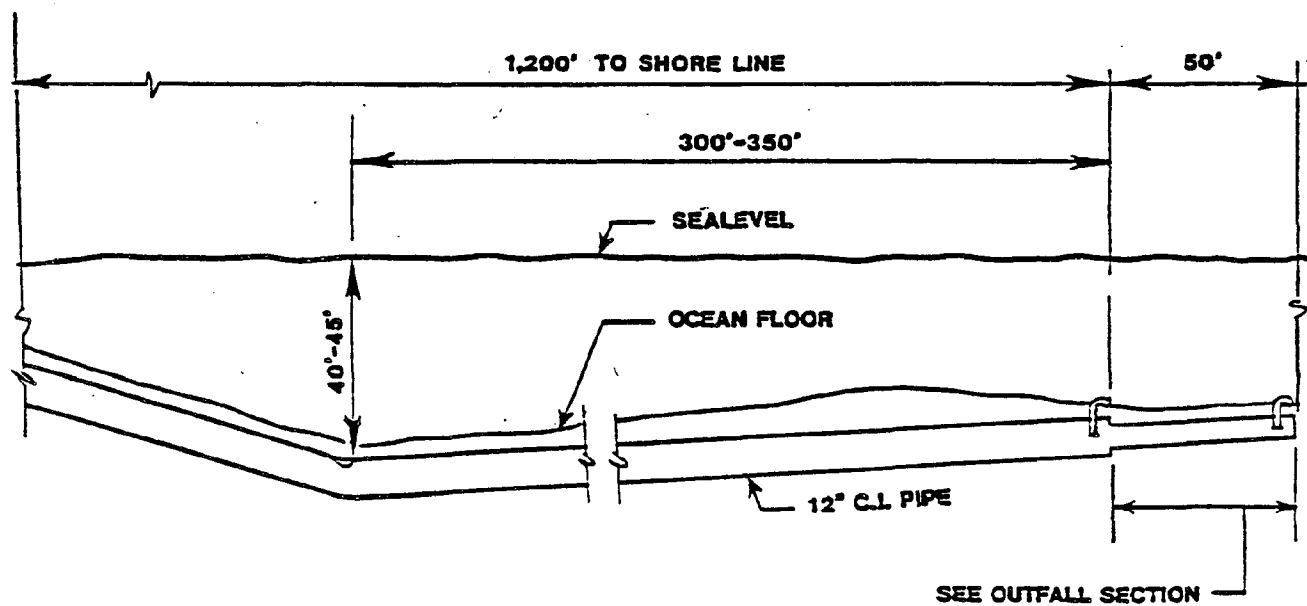 1,200' TO SHORE LINE
50'
300'-350'
SEALEVEL
40'-45'
OCEAN FLOOR
12" C.I. PIPE
SEE OUTFALL SECTION